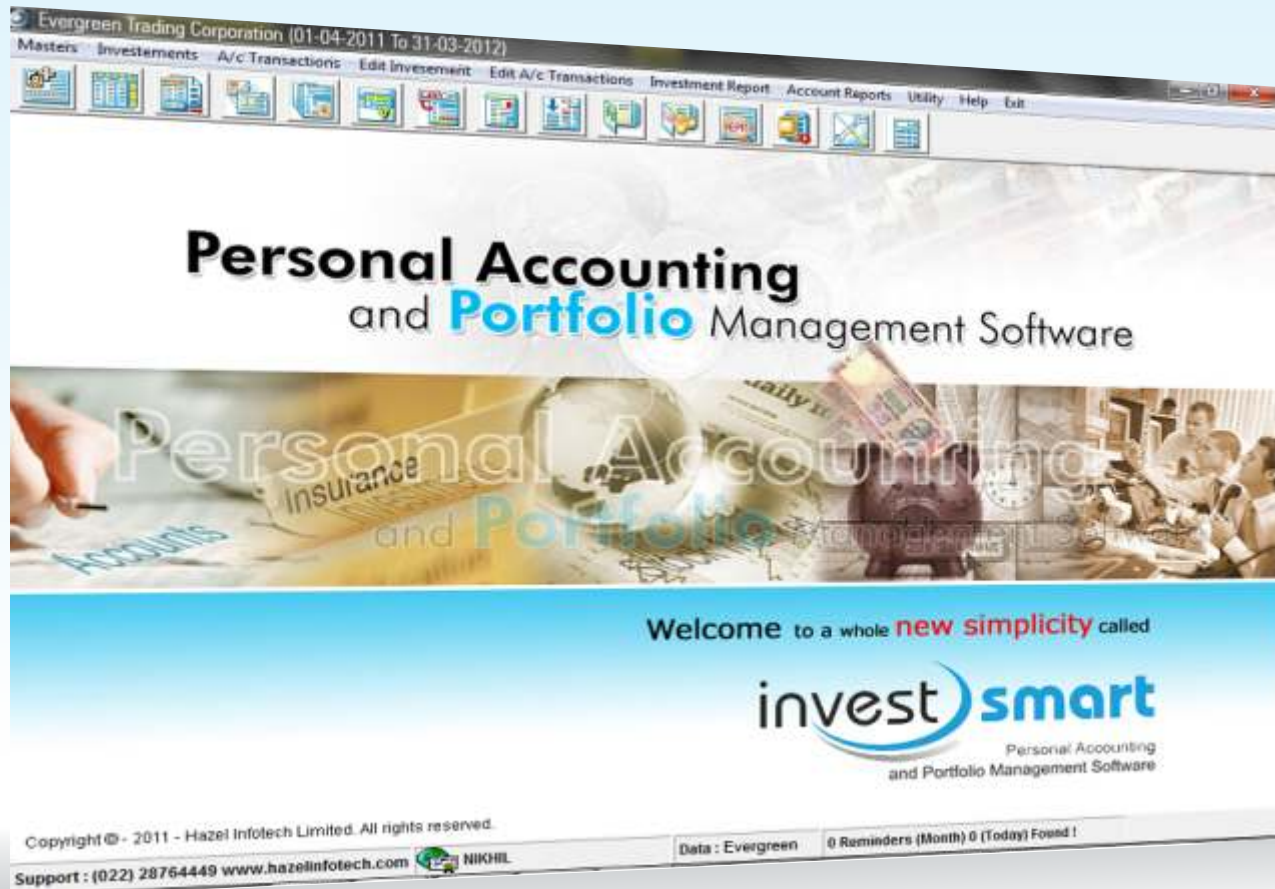 Evergreen Trading Corporation (01-04-2011 To 31-03-2012)
Masters Investements A/c Transactions Edit Invesement Edit A/c Transactions Investment Report Account Reports Utility Help Exit
Personal Accounting
and Portfolio Management Software
Personal Accounting
Insurance
Accounts
and Portfolio Management Software
Welcome to a whole new simplicity called
invest smart
Personal Accounting
and Portfolio Management Software
Copyright © - 2011 - Hazel Infotech Limited. All rights reserved.
Support : (022) 28764449 www.hazelinfotech.com NIKHIL Data : Evergreen 0 Reminders (Month) 0 (Today) Found !